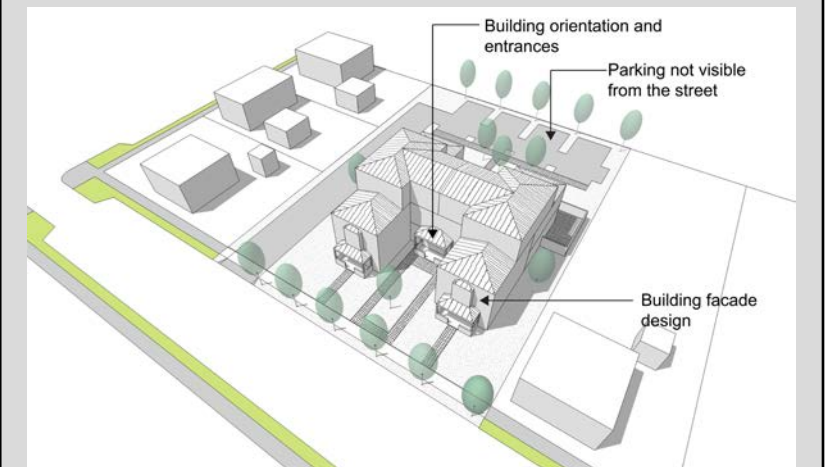 Building orientation and
entrances
Parking not visible
from the street
Building facade
design